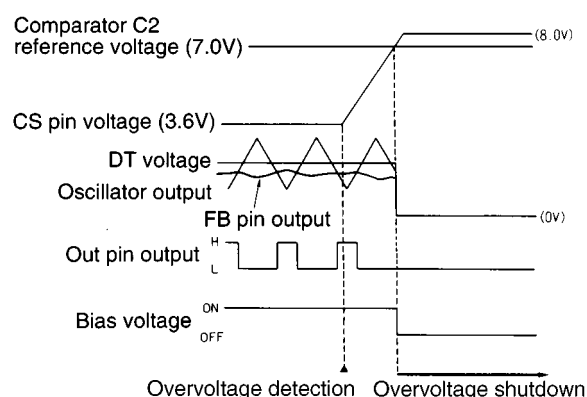 Comparator C2
reference voltage (7.0V)
(8.0V)
CS pin voltage (3.6V)
DT voltage
Oscillator output
FB pin output
(0V)
Out pin output
H
L
Bias voltage
ON
OFF
Overvoltage detection
Overvoltage shutdown